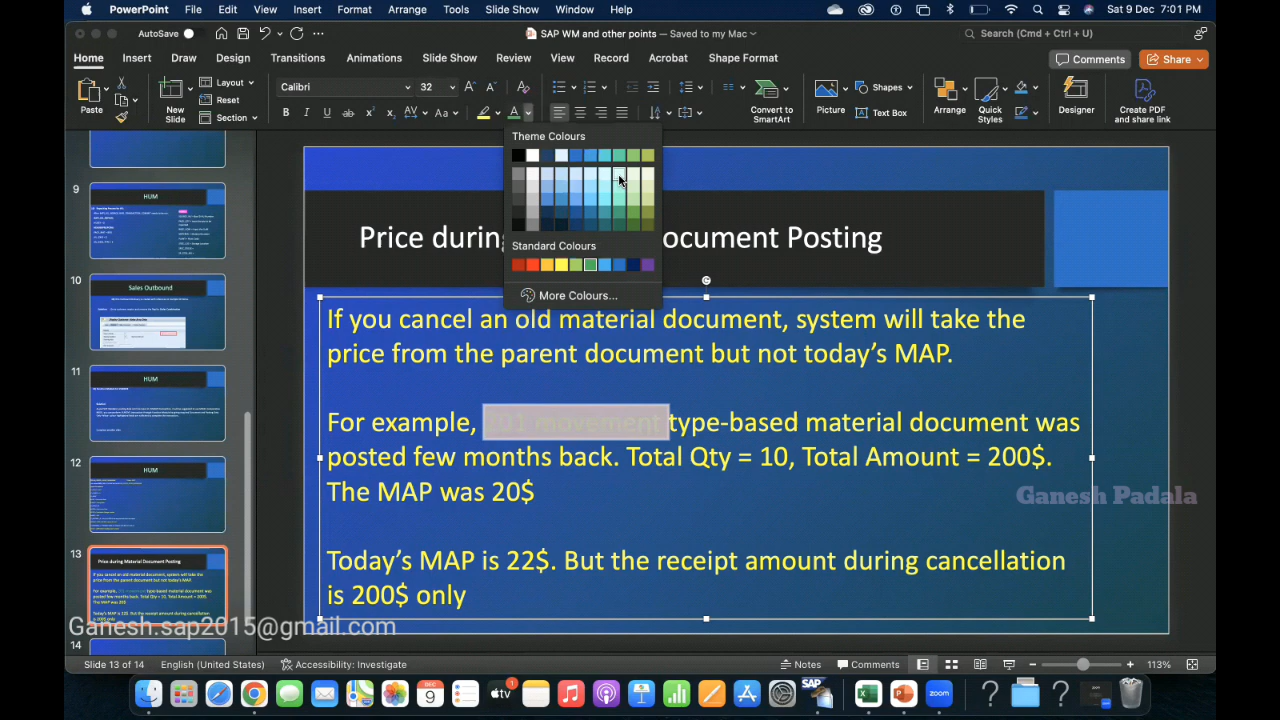 PowerPoint File Edit View Insert Format Arrange Tools Slide Show Window Help Sat 9 Dec 7:01 PM
AutoSave SAP WM and other points — Saved to my Mac Search (Cmd + Ctrl + U)
Home Insert Draw Design Transitions Animations Slide Show Review View Record Acrobat Shape Format Comments Share
Paste New Slide Layout Reset Section Calibri 32 Convert to SmartArt Picture Shapes Text Box Arrange Quick Styles Designer Create PDF and share link
Theme Colours
Standard Colours
More Colours...
9
HUM
10
Sales Outbound
11
HUM
12
HUM
13
Price during Material Document Posting
14
Price during ocument Posting
If you cancel an old material document, system will take the
price from the parent document but not today's MAP.
For example, movement type-based material document was
posted few months back. Total Qty = 10, Total Amount = 200$.
The MAP was 20$
Today's MAP is 22$. But the receipt amount during cancellation
is 200$ only
Ganesh Padala
Ganesh.sap2015@gmail.com
Slide 13 of 14 English (United States) Accessibility: Investigate Notes Comments 113%
DEC 9 tv 1 SAP zoom